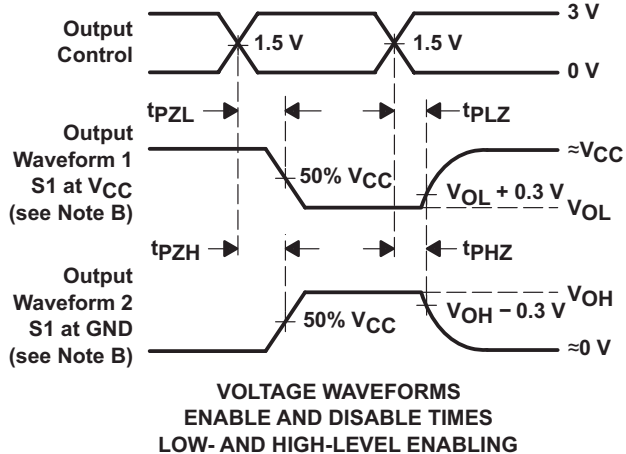 Output
Control
1.5 V
1.5 V
3 V
0 V
tPZL
tPLZ
Output
Waveform 1
S1 at VCC
(see Note B)
50% VCC
≈VCC
VOL + 0.3 V
VOL
tPZH
tPHZ
Output
Waveform 2
S1 at GND
(see Note B)
50% VCC
VOH
VOH − 0.3 V
≈0 V
VOLTAGE WAVEFORMS
ENABLE AND DISABLE TIMES
LOW- AND HIGH-LEVEL ENABLING